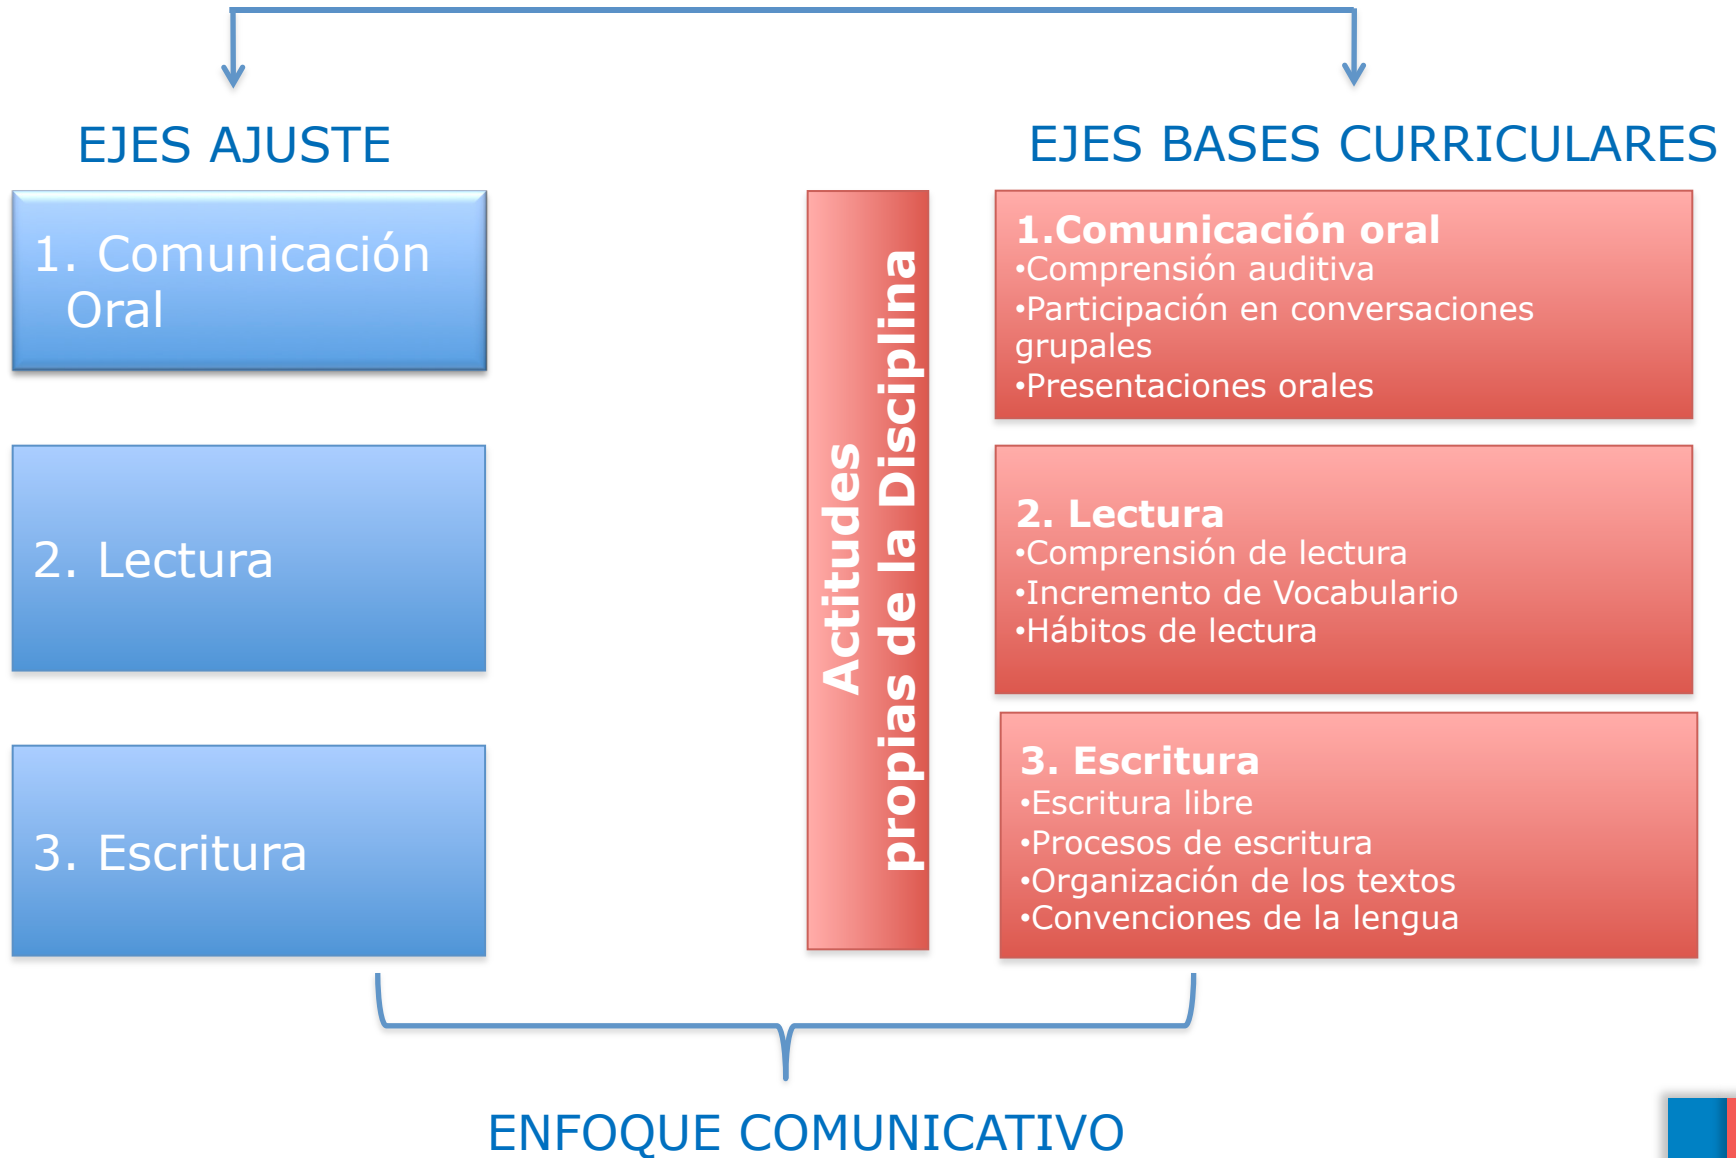 EJES AJUSTE
1. Comunicación
Oral
2. Lectura
3. Escritura
Actitudes
propias de la Disciplina
EJES BASES CURRICULARES
1.Comunicación oral
•Comprensión auditiva
•Participación en conversaciones
grupales
•Presentaciones orales
2. Lectura
•Comprensión de lectura
•Incremento de Vocabulario
•Hábitos de lectura
3. Escritura
•Escritura libre
•Procesos de escritura
•Organización de los textos
•Convenciones de la lengua
ENFOQUE COMUNICATIVO